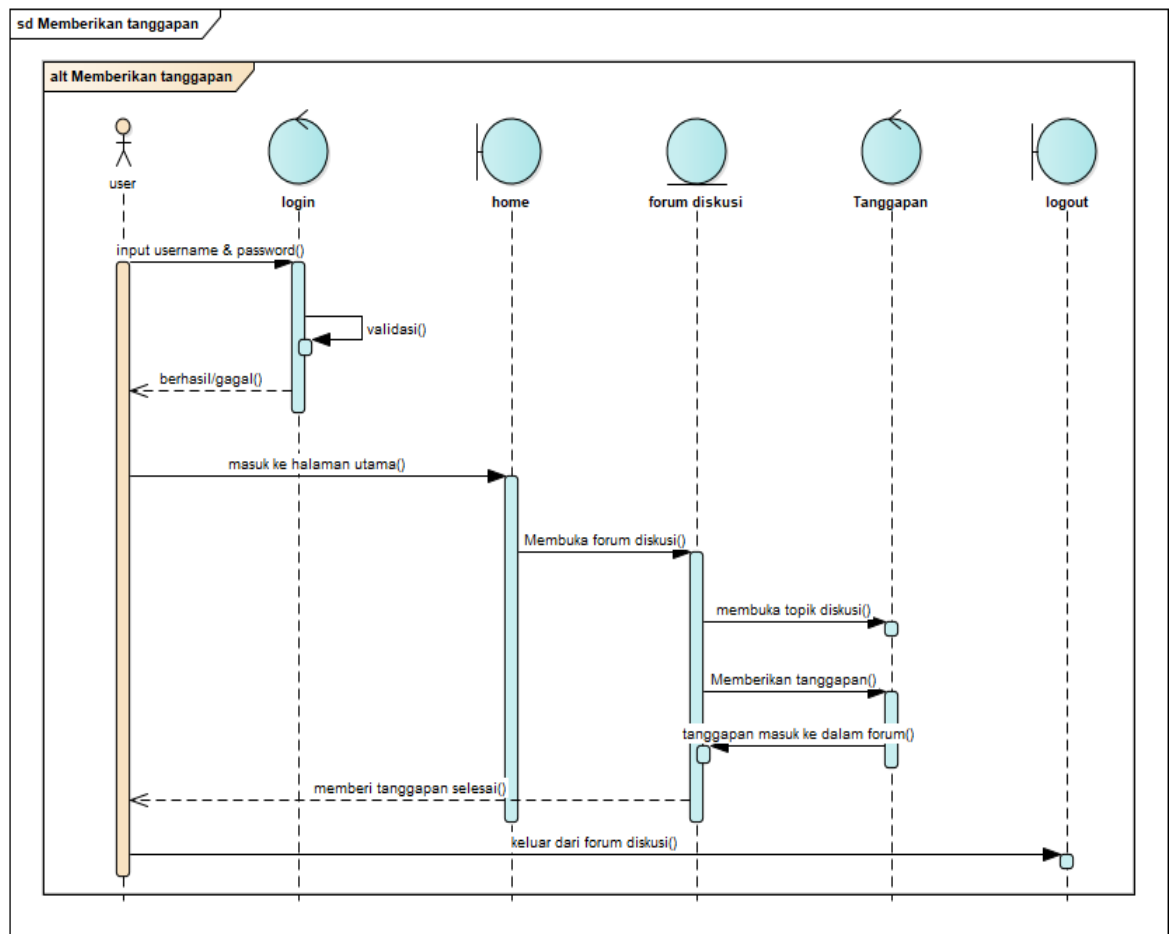 sd Memberikan tanggapan
alt Memberikan tanggapan
user
login
home
forum diskusi
Tanggapan
logout
input username & password()
validasi()
berhasil/gagal()
masuk ke halaman utama()
Membuka forum diskusi()
membuka topik diskusi()
Memberikan tanggapan()
tanggapan masuk ke dalam forum()
memberi tanggapan selesai()
keluar dari forum diskusi()